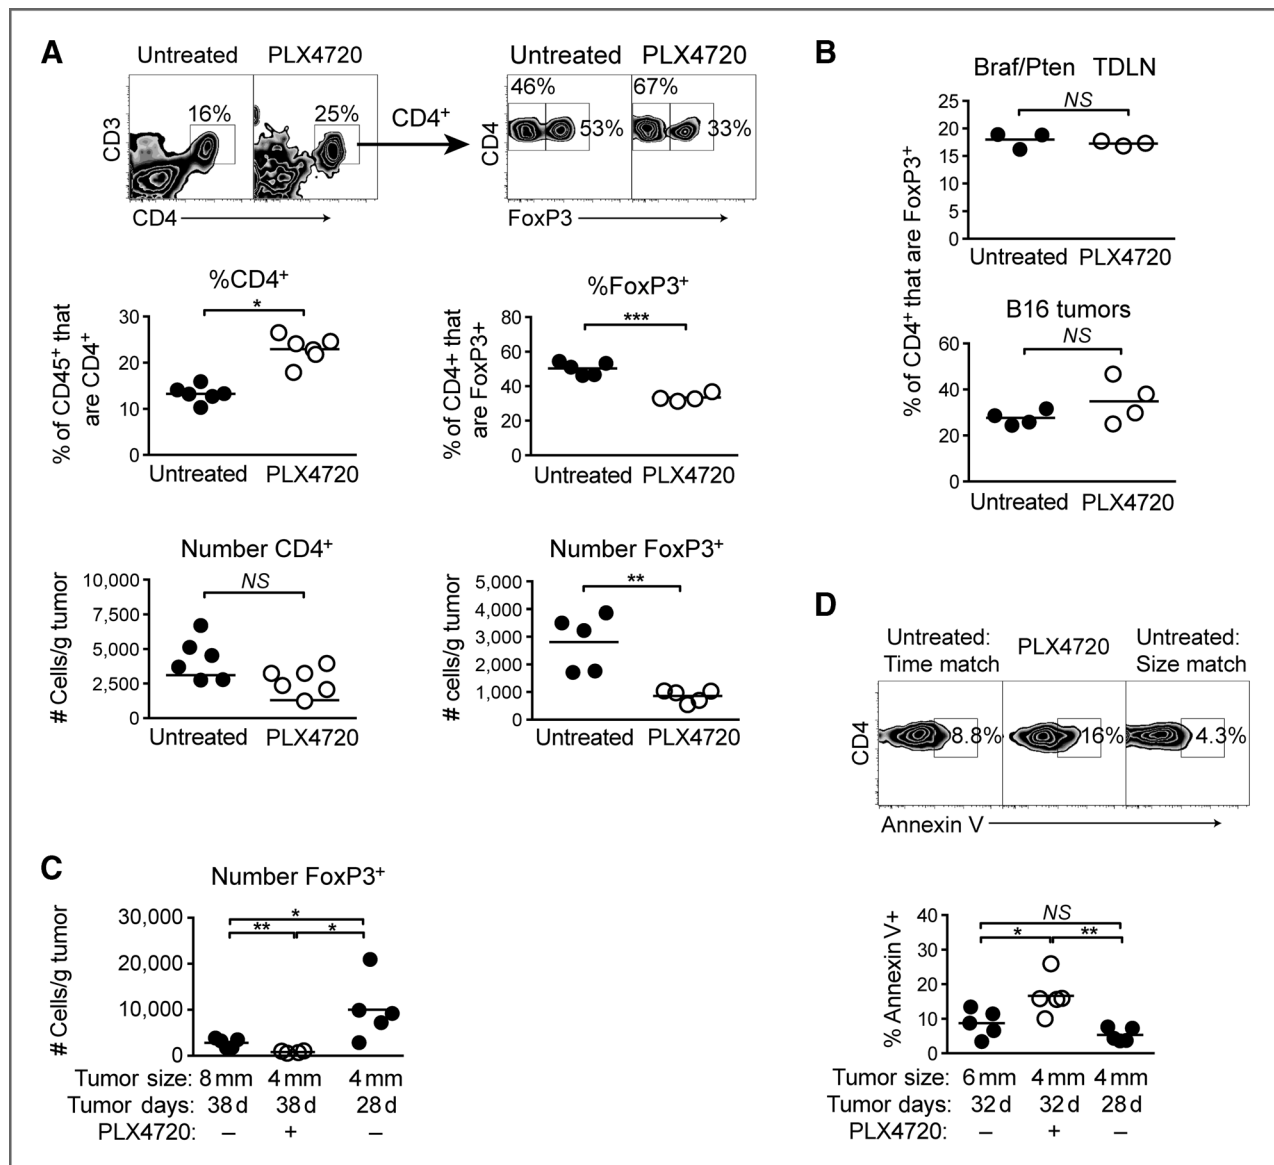 A
Untreated PLX4720
16% 25%
CD3
CD4
CD4+
Untreated PLX4720
46% 67%
53% 33%
CD4
FoxP3
%CD4+
*
% of CD45+ that are CD4+
30
20
10
0
Untreated PLX4720
%FoxP3+
***
% of CD4+ that are FoxP3+
80
60
40
20
0
Untreated PLX4720
Number CD4+
NS
# Cells/g tumor
10,000
7,500
5,000
2,500
0
Untreated PLX4720
Number FoxP3+
**
# cells/g tumor
5,000
4,000
3,000
2,000
1,000
0
Untreated PLX4720
B
Braf/Pten TDLN
NS
25
20
15
10
5
0
Untreated PLX4720
% of CD4+ that are FoxP3+
B16 tumors
NS
60
40
20
0
Untreated PLX4720
C
Number FoxP3+
*
** *
# Cells/g tumor
30,000
20,000
10,000
0
Tumor size: 8 mm 4 mm 4 mm
Tumor days: 38 d 38 d 28 d
PLX4720: – + –
D
Untreated: Time match
PLX4720
Untreated: Size match
8.8% 16% 4.3%
CD4
Annexin V
NS
* **
% Annexin V+
40
30
20
10
0
Tumor size: 6 mm 4 mm 4 mm
Tumor days: 32 d 32 d 28 d
PLX4720: – + –